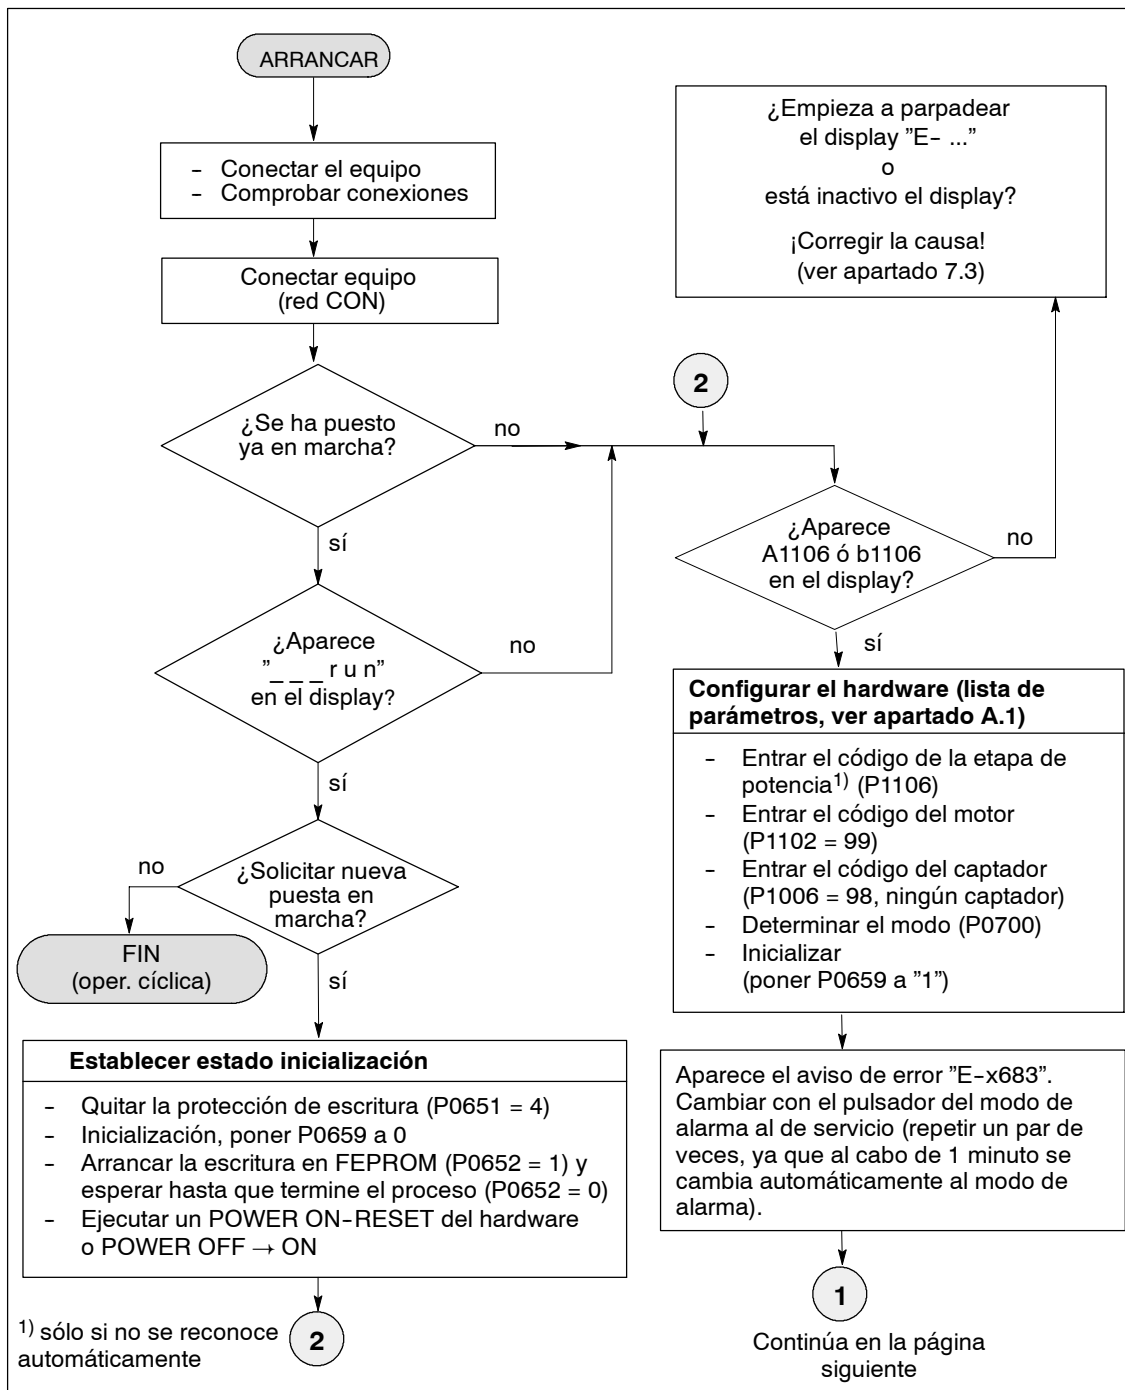 ARRANCAR
- Conectar el equipo
- Comprobar conexiones
Conectar equipo
(red CON)
¿Se ha puesto
ya en marcha?
no
sí
¿Aparece
"_ _ _ r u n"
en el display?
no
sí
¿Solicitar nueva
puesta en
marcha?
no
FIN
(oper. cíclica)
sí
Establecer estado inicialización
- Quitar la protección de escritura (P0651 = 4)
- Inicialización, poner P0659 a 0
- Arrancar la escritura en FEPROM (P0652 = 1) y
esperar hasta que termine el proceso (P0652 = 0)
- Ejecutar un POWER ON-RESET del hardware
o POWER OFF → ON
2
1) sólo si no se reconoce
automáticamente
¿Empieza a parpadear
el display "E- ..."
o
está inactivo el display?
¡Corregir la causa!
(ver apartado 7.3)
2
¿Aparece
A1106 ó b1106
en el display?
no
sí
Configurar el hardware (lista de
parámetros, ver apartado A.1)
- Entrar el código de la etapa de
potencia1) (P1106)
- Entrar el código del motor
(P1102 = 99)
- Entrar el código del captador
(P1006 = 98, ningún captador)
- Determinar el modo (P0700)
- Inicializar
(poner P0659 a "1")
Aparece el aviso de error "E-x683".
Cambiar con el pulsador del modo de
alarma al de servicio (repetir un par de
veces, ya que al cabo de 1 minuto se
cambia automáticamente al modo de
alarma).
1
Continúa en la página
siguiente